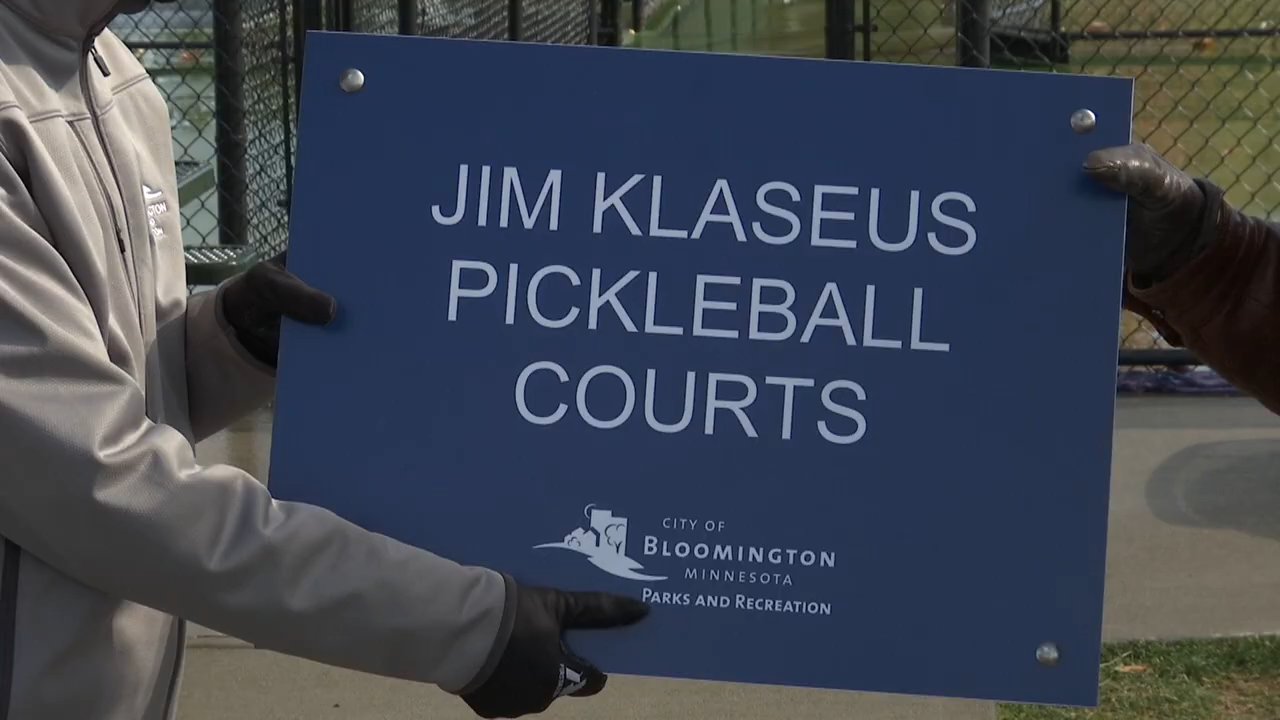 JIM KLASEUS
PICKLEBALL
COURTS
CITY OF
BLOOMINGTON
MINNESOTA
PARKS AND RECREATION